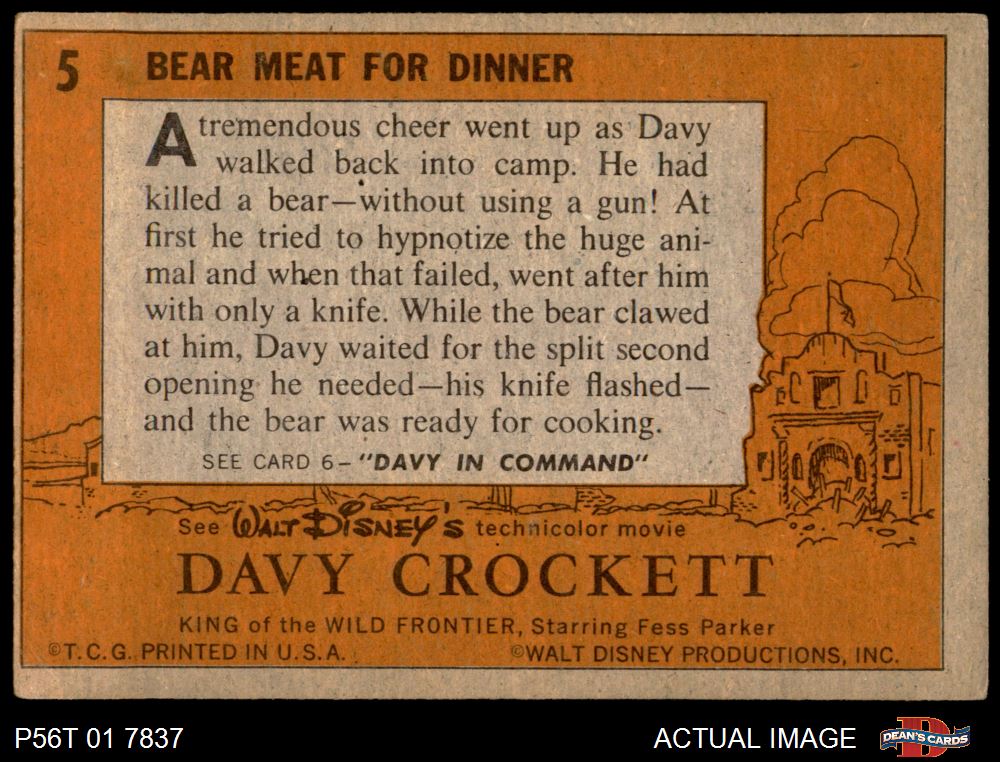 5 BEAR MEAT FOR DINNER
A tremendous cheer went up as Davy
walked back into camp. He had
killed a bear—without using a gun! At
first he tried to hypnotize the huge ani-
mal and when that failed, went after him
with only a knife. While the bear clawed
at him, Davy waited for the split second
opening he needed—his knife flashed—
and the bear was ready for cooking.
SEE CARD 6—"DAVY IN COMMAND"
See WALT DISNEY'S technicolor movie
DAVY CROCKETT
KING of the WILD FRONTIER, Starring Fess Parker
©T.C.G. PRINTED IN U.S.A. ©WALT DISNEY PRODUCTIONS, INC.
P56T 01 7837 ACTUAL IMAGE D DEAN'S CARDS